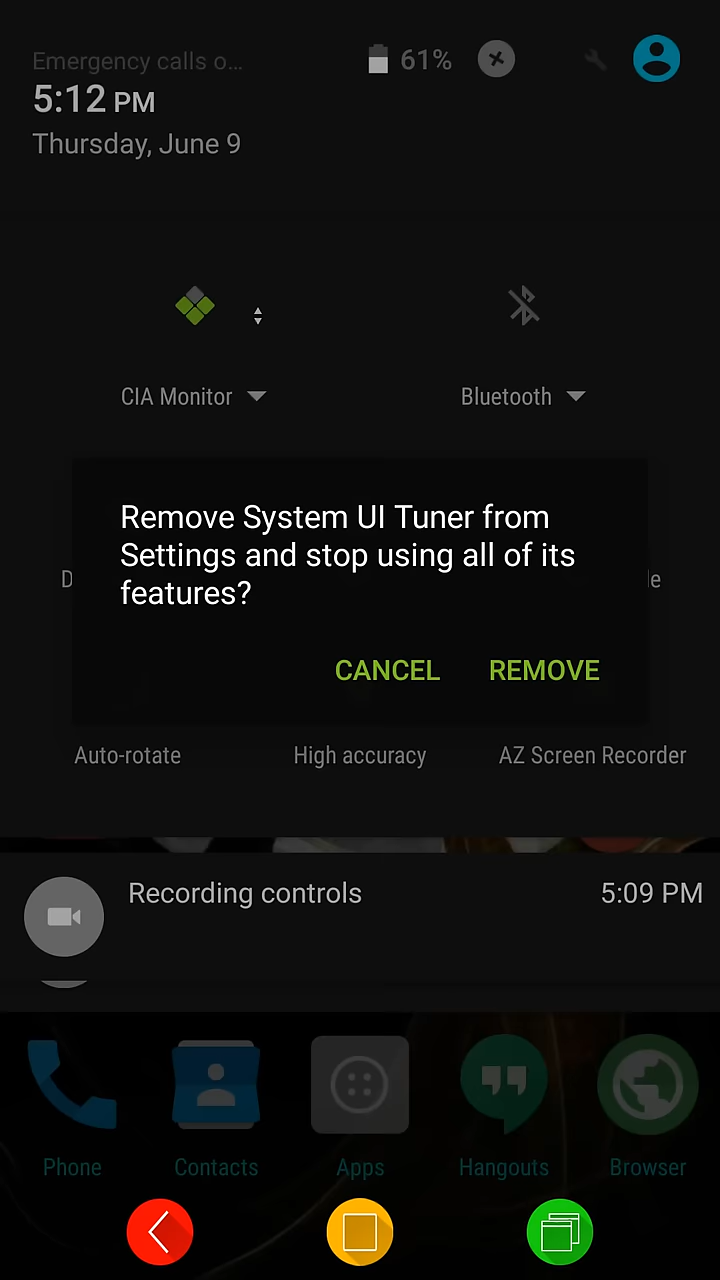 Emergency calls o...
61%
5:12 PM
Thursday, June 9
CIA Monitor
Bluetooth
Remove System UI Tuner from
Settings and stop using all of its
features?
D
le
CANCEL REMOVE
Auto-rotate High accuracy AZ Screen Recorder
Recording controls 5:09 PM
Phone Contacts Apps Hangouts Browser